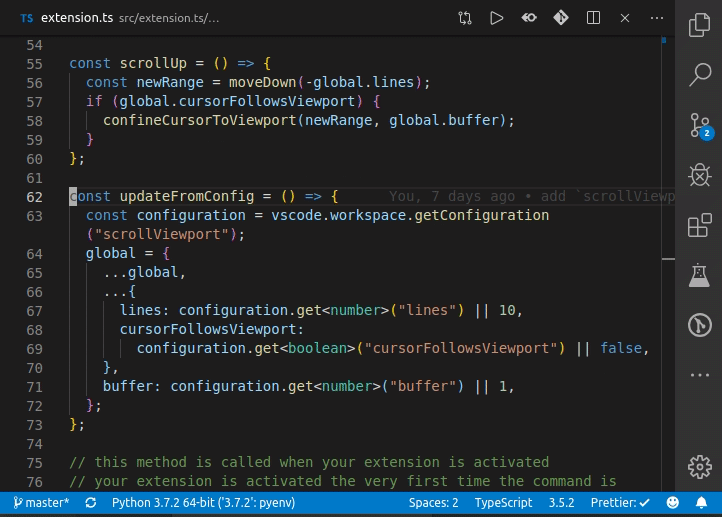 TS extension.ts src/extension.ts/...
54
55 const scrollUp = () => {
56 const newRange = moveDown(-global.lines);
57 if (global.cursorFollowsViewport) {
58 confineCursorToViewport(newRange, global.buffer);
59 }
60 };
61
62 const updateFromConfig = () => { You, 7 days ago • add `scrollViewp
63 const configuration = vscode.workspace.getConfiguration
("scrollViewport");
64 global = {
65 ...global,
66 ...{
67 lines: configuration.get<number>("lines") || 10,
68 cursorFollowsViewport:
69 configuration.get<boolean>("cursorFollowsViewport") || false,
70 },
71 buffer: configuration.get<number>("buffer") || 1,
72 };
73 };
74
75 // this method is called when your extension is activated
76 // your extension is activated the very first time the command is
2
master* Python 3.7.2 64-bit ('3.7.2': pyenv) Spaces: 2 TypeScript 3.5.2 Prettier: ✓